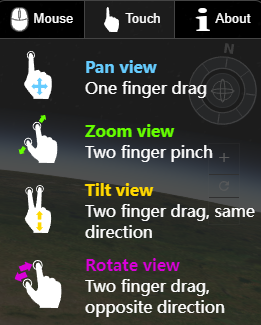 Mouse Touch About
N
Pan view
One finger drag
Zoom view
Two finger pinch
Tilt view
Two finger drag, same
direction
Rotate view
Two finger drag,
opposite direction